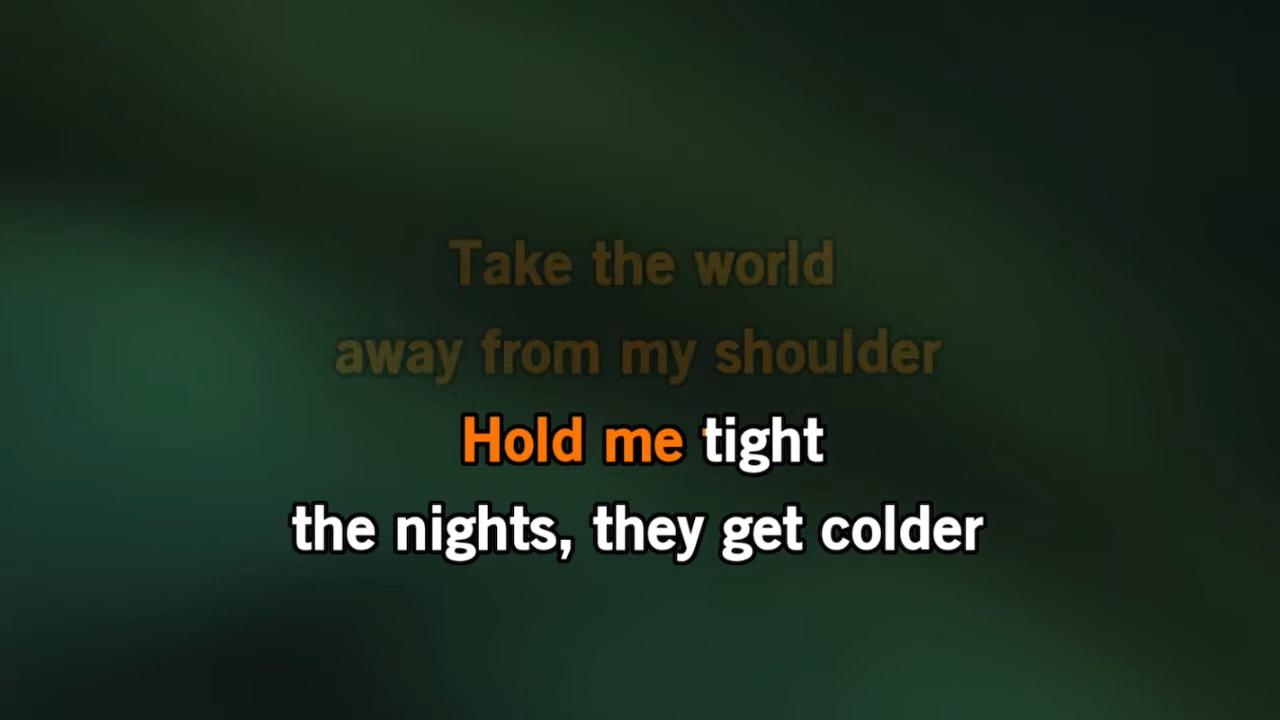 Take the world
away from my shoulder
Hold me tight
the nights, they get colder